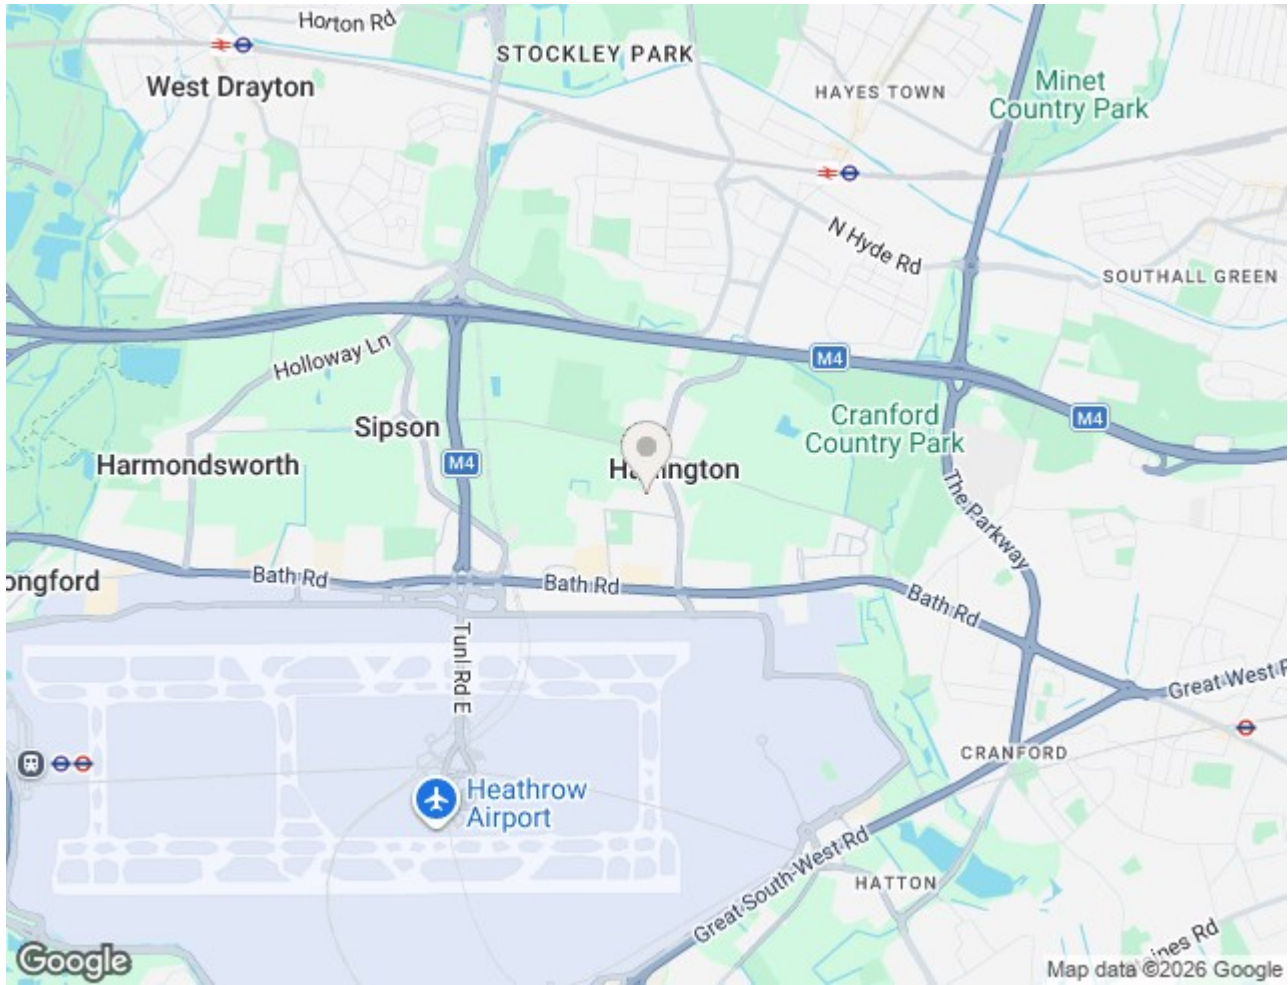 Horton Rd
STOCKLEY PARK
West Drayton
HAYES TOWN
Minet
Country Park
N Hyde Rd
SOUTHALL GREEN
Holloway Ln
M4
Sipson
Cranford
Country Park
M4
Harmondsworth
M4
The Parkway
ongford
Bath Rd
Bath Rd
Bath Rd
Tunl Rd E
Great West R
CRANFORD
Heathrow
Airport
Great South-West Rd
HATTON
Google
Map data ©2026 Google